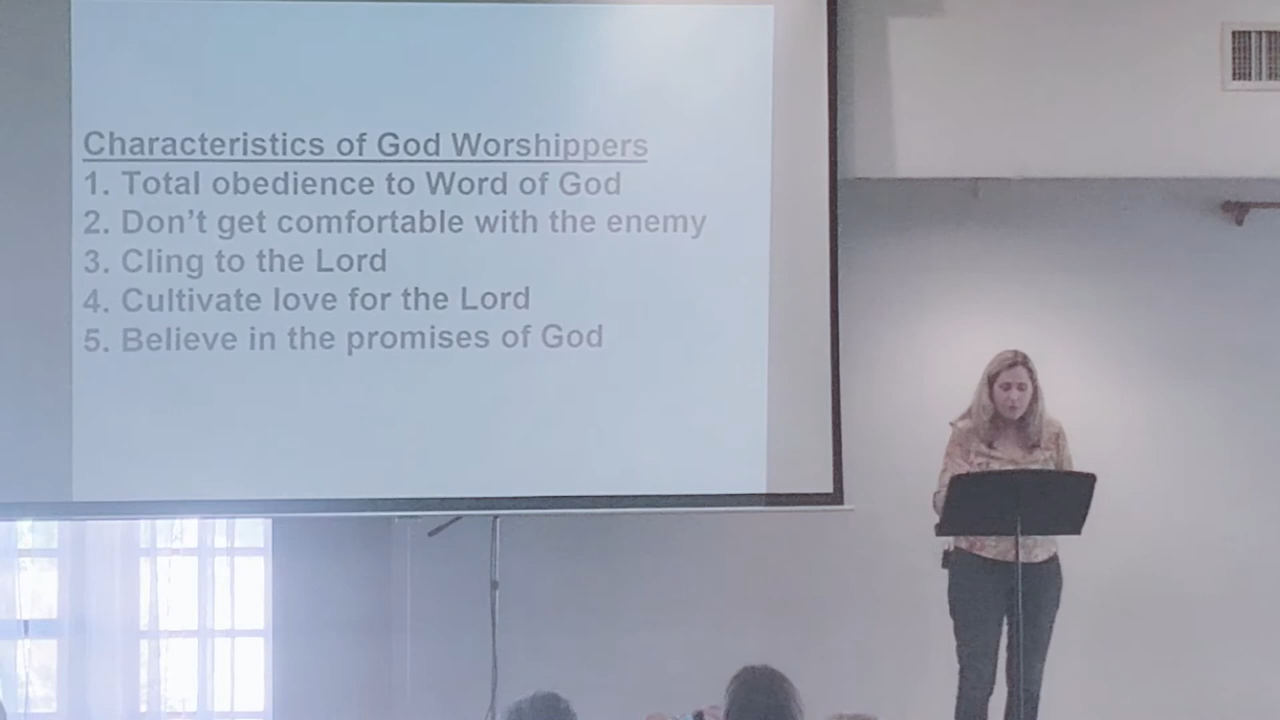 Characteristics of God Worshippers
1. Total obedience to Word of God
2. Don’t get comfortable with the enemy
3. Cling to the Lord
4. Cultivate love for the Lord
5. Believe in the promises of God